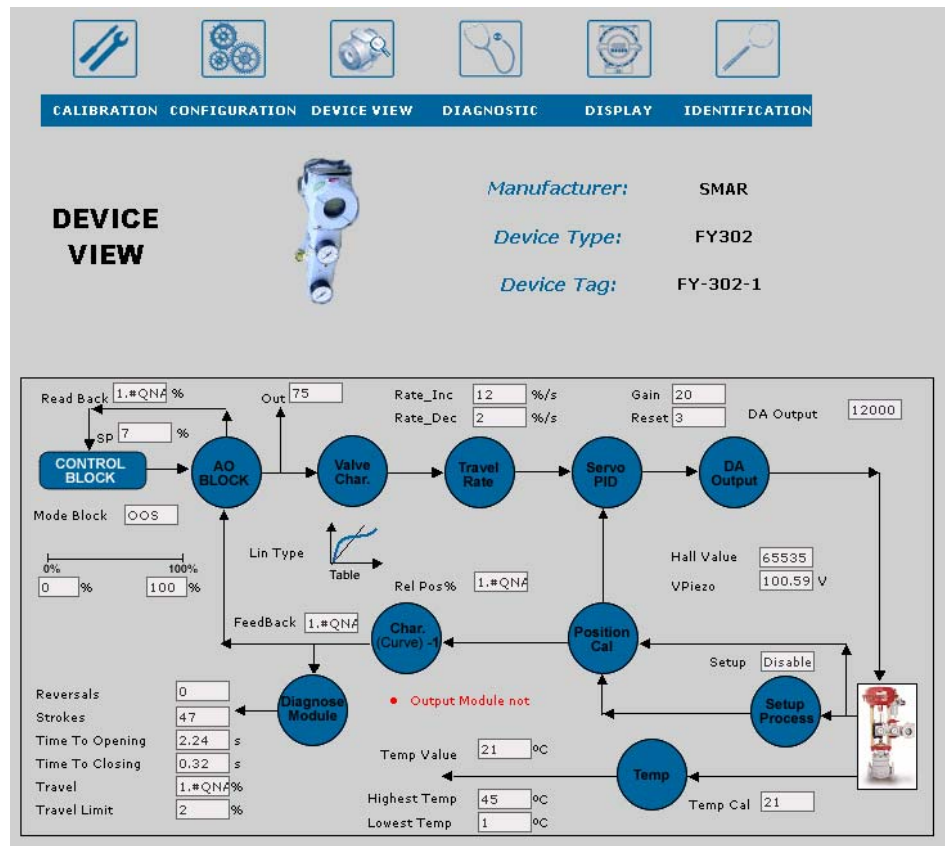 CALIBRATION CONFIGURATION DEVICE VIEW DIAGNOSTIC DISPLAY IDENTIFICATION
DEVICE
VIEW
Manufacturer: SMAR
Device Type: FY302
Device Tag: FY-302-1
Read Back 1.#QNA %
Out 75
Rate_Inc 12 %/s
Rate_Dec 2 %/s
Gain 20
Reset 3
DA Output 12000
SP 7 %
CONTROL
BLOCK
AO
BLOCK
Valve
Char.
Travel
Rate
Servo
PID
DA
Output
Mode Block OOS
0% 100%
0 % 100 %
Lin Type
Table
Hall Value 65535
VPiezo 100.59 V
Rel Pos% 1.#QNA
FeedBack 1.#QNA
Char.
(Curve) -1
Position
Cal
Setup Disable
Diagnose
Module
Output Module not
Setup
Process
Reversals 0
Strokes 47
Time To Opening 2.24 s
Time To Closing 0.32 s
Travel 1.#QNA%
Travel Limit 2 %
Temp Value 21 ºC
Highest Temp 45 ºC
Lowest Temp 1 ºC
Temp
Temp Cal 21